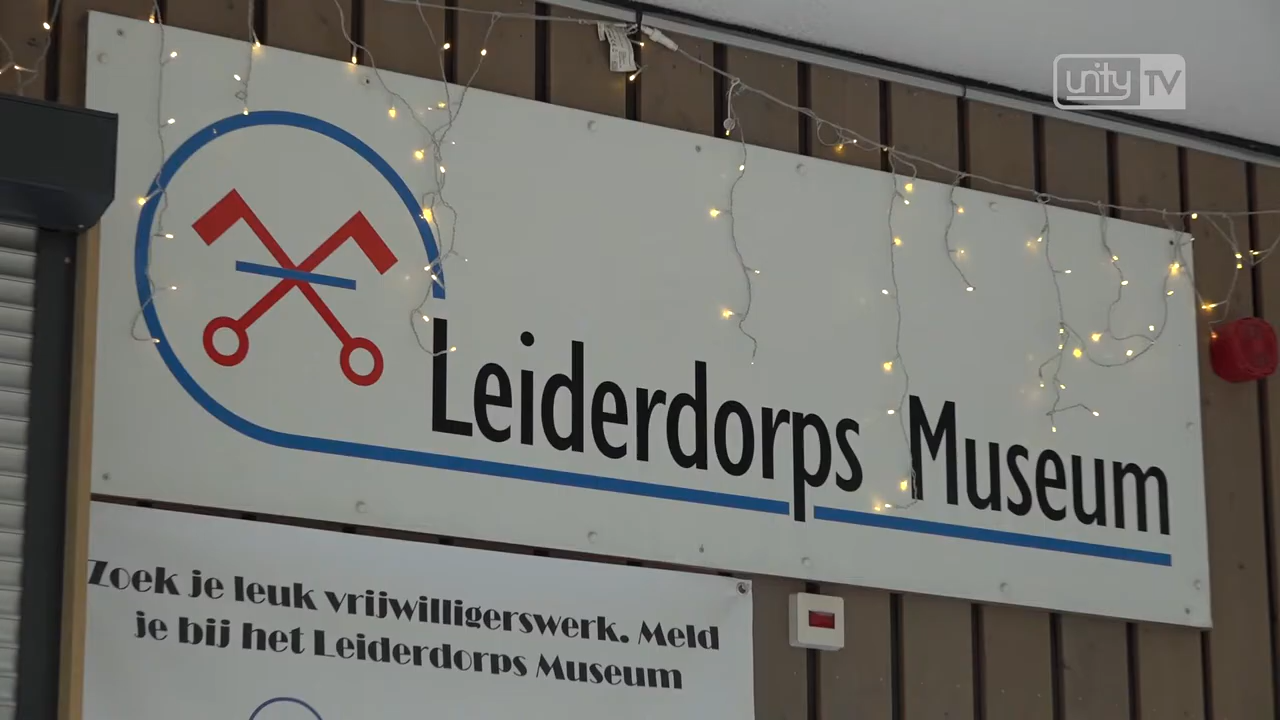 unity TV
Leiderdorps Museum
Zoek je leuk vrijwilligerswerk. Meld
je bij het Leiderdorps Museum